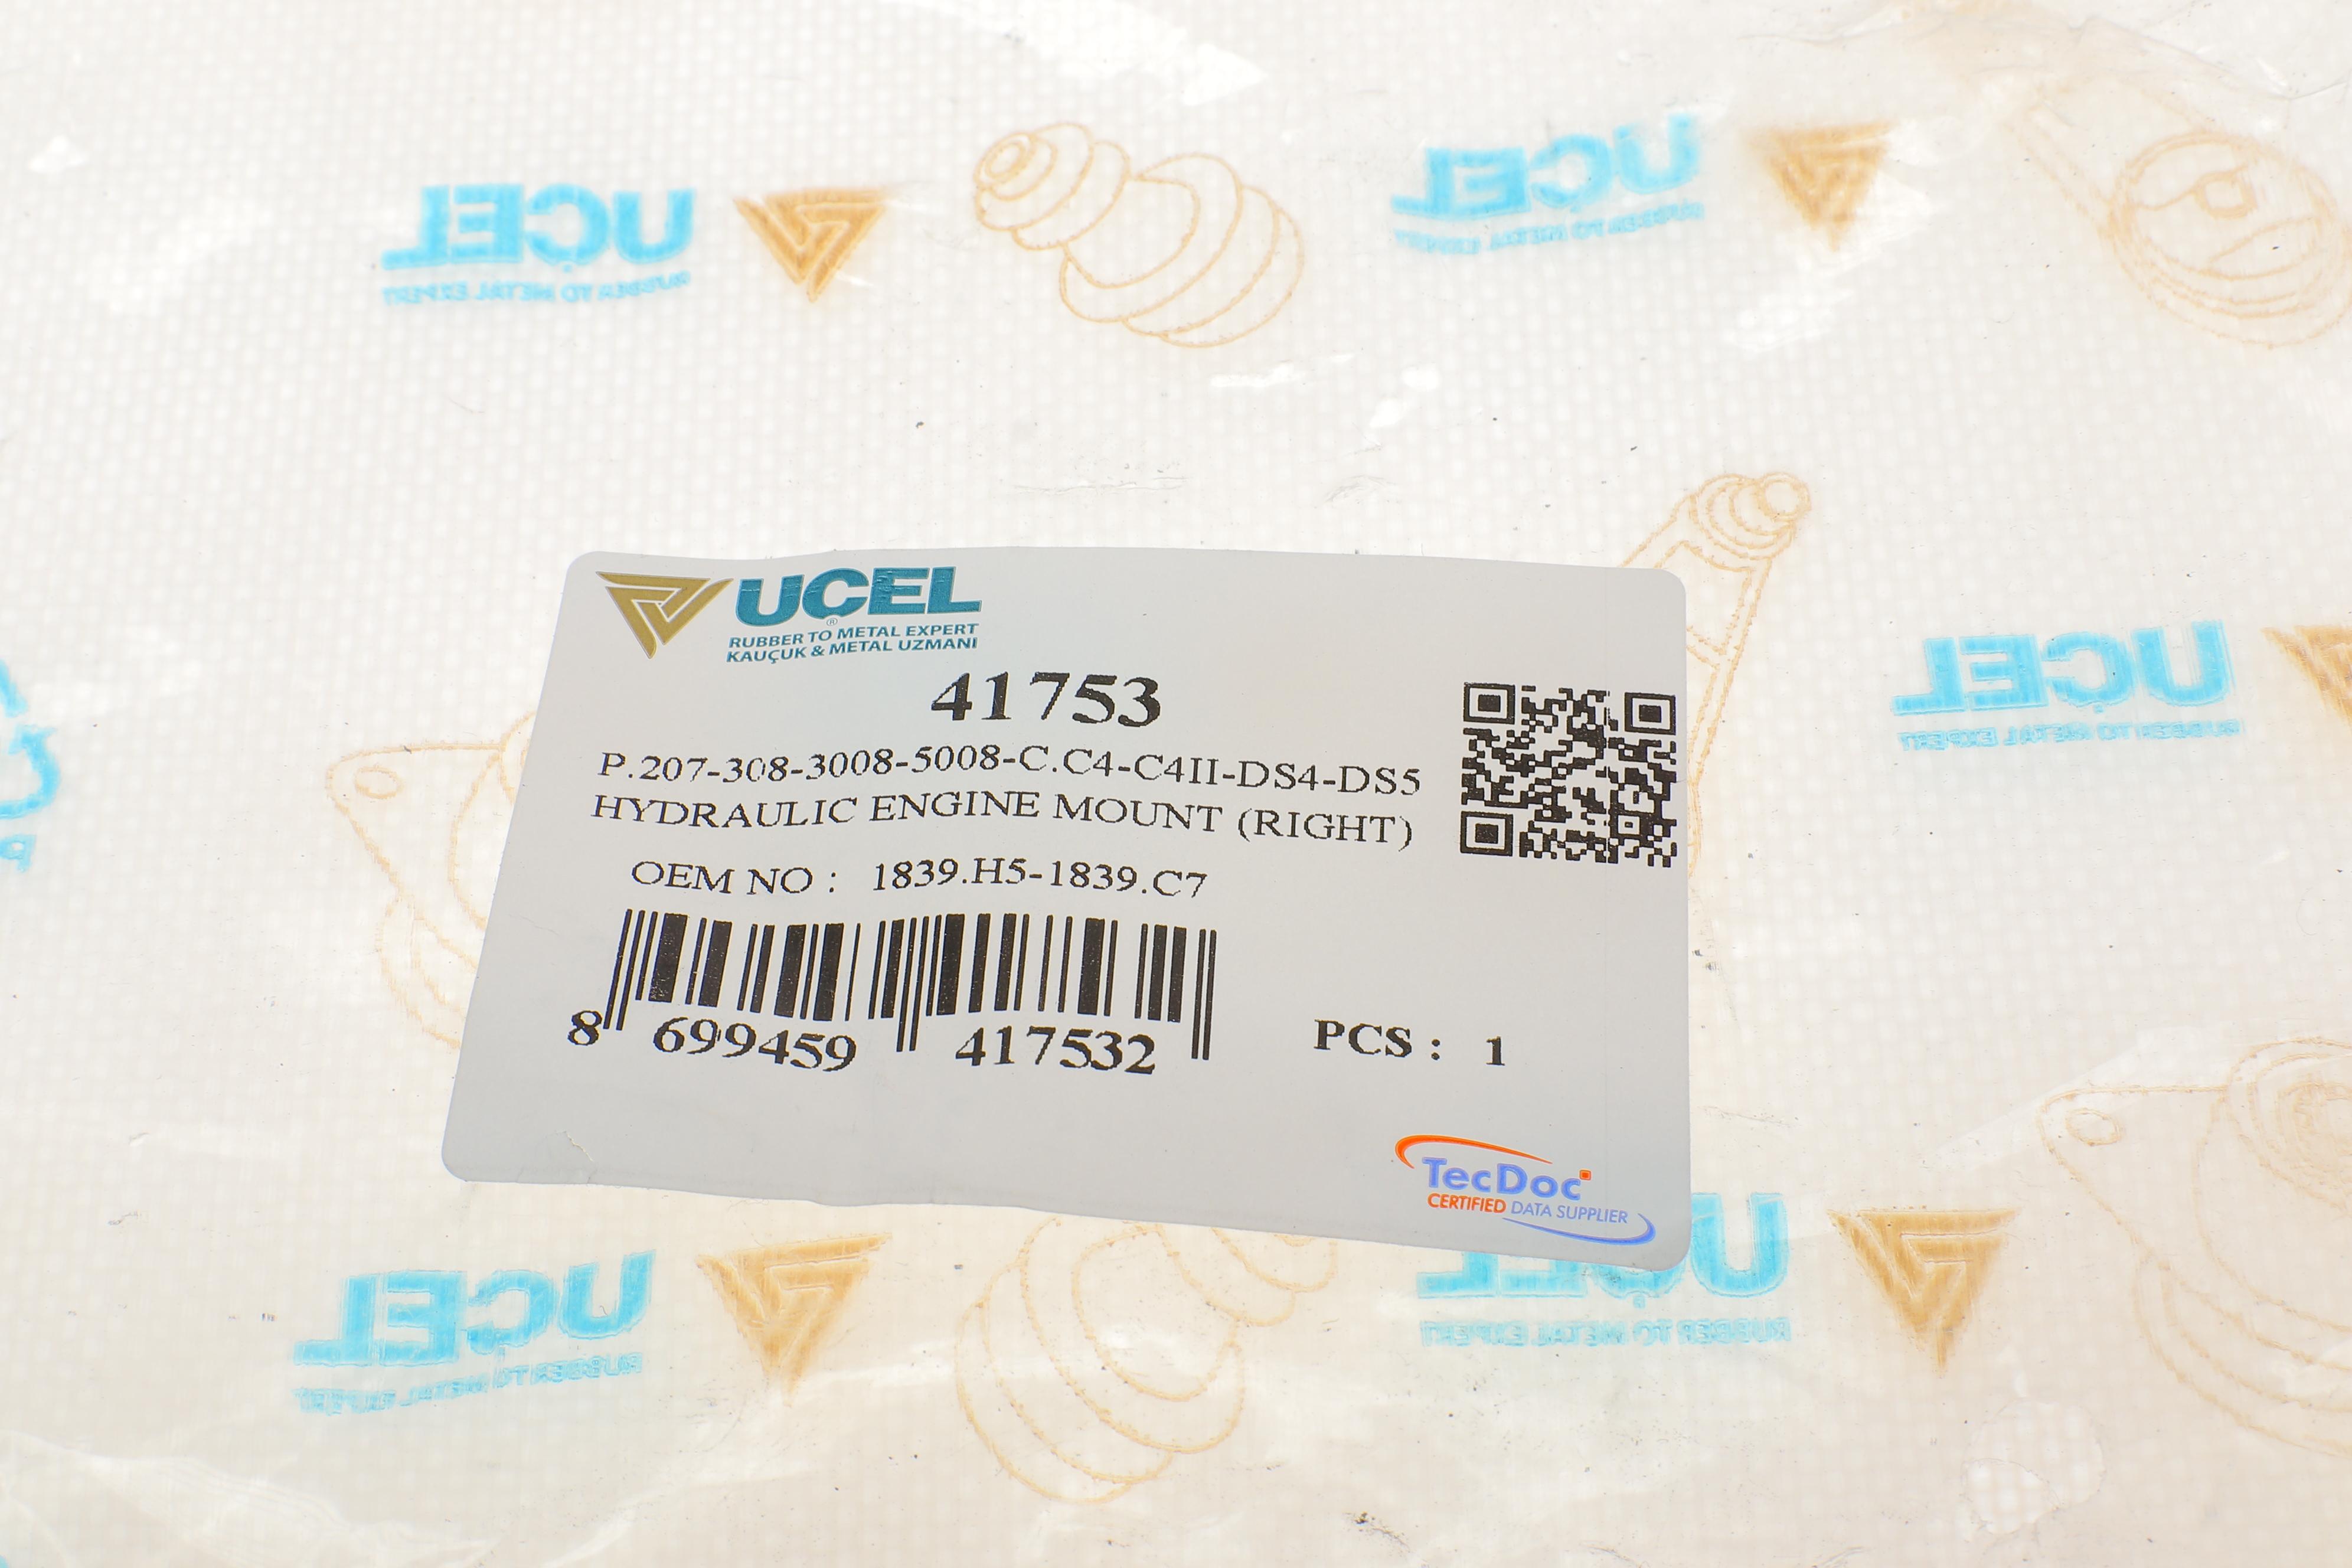 UÇEL
RUBBER TO METAL EXPERT
UÇEL
RUBBER TO METAL EXPERT
UÇEL®
RUBBER TO METAL EXPERT
KAUÇUK & METAL UZMANI
41753
P.207-308-3008-5008-C.C4-C4II-DS4-DS5
HYDRAULIC ENGINE MOUNT (RIGHT)
OEM NO : 1839.H5-1839.C7
8 699459 417532
PCS : 1
TecDoc
CERTIFIED DATA SUPPLIER
UÇEL
RUBBER TO METAL EXPERT
UÇEL
RUBBER TO METAL EXPERT
UÇEL
RUBBER TO METAL EXPERT